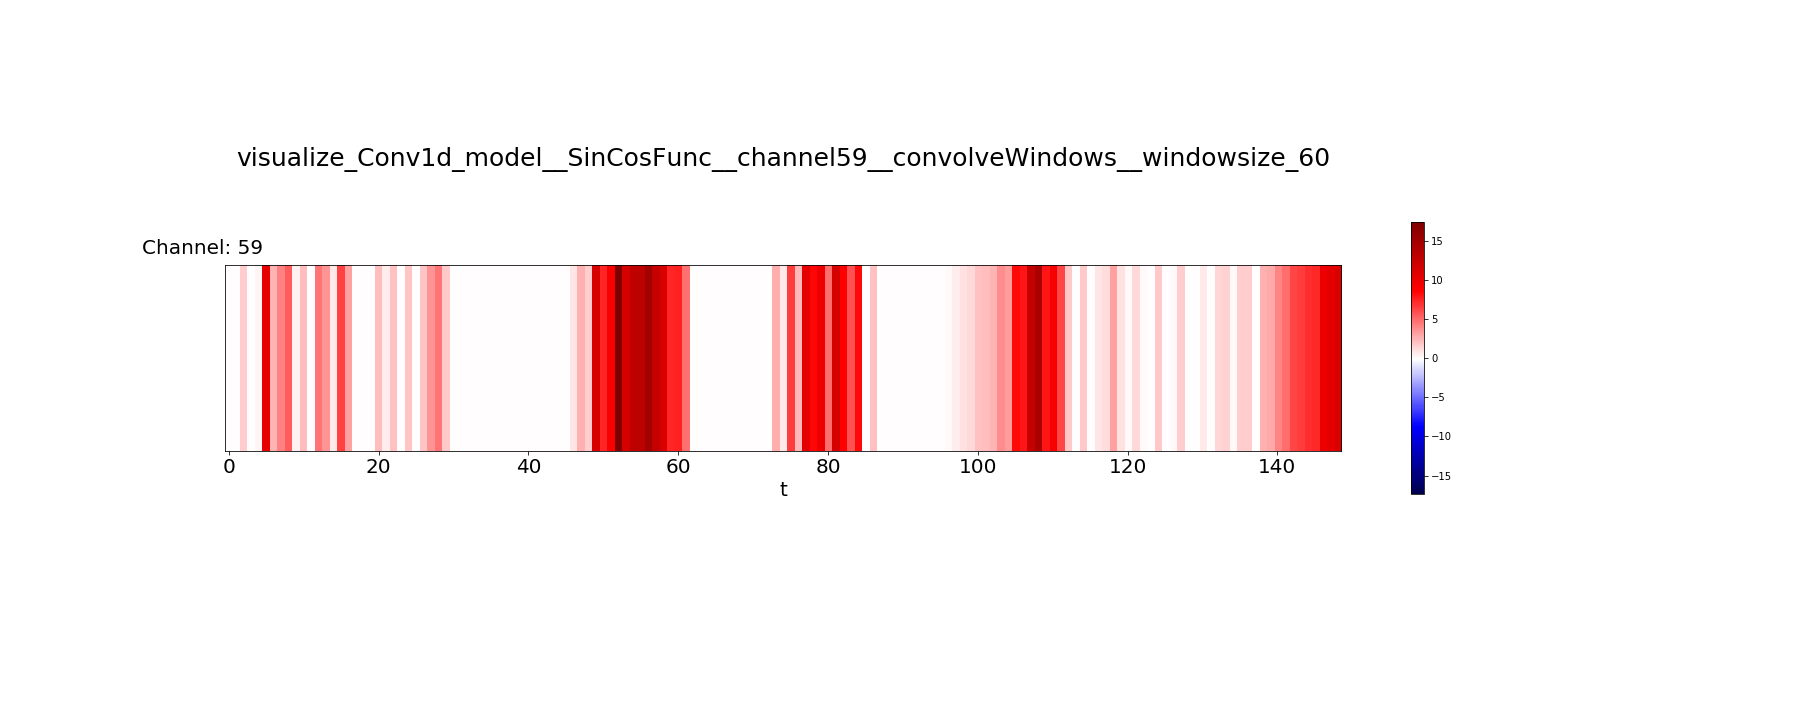 visualize_Conv1d_model__SinCosFunc__channel59__convolveWindows__windowsize_60
Channel: 59
15
10
5
0
−5
−10
−15
0 20 40 60 80 100 120 140
t